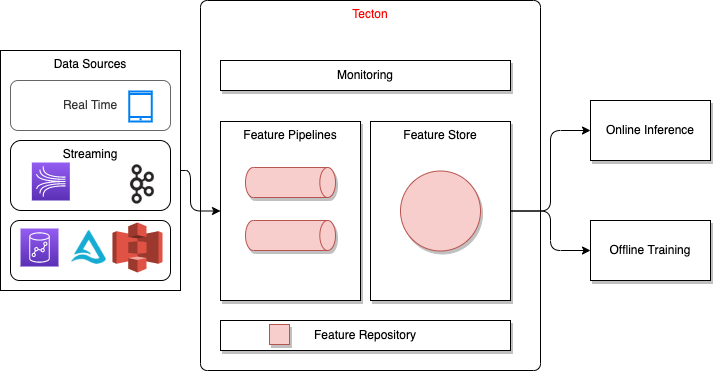 Tecton
Data Sources
Real Time
Streaming
Monitoring
Feature Pipelines
Feature Store
Feature Repository
Online Inference
Offline Training